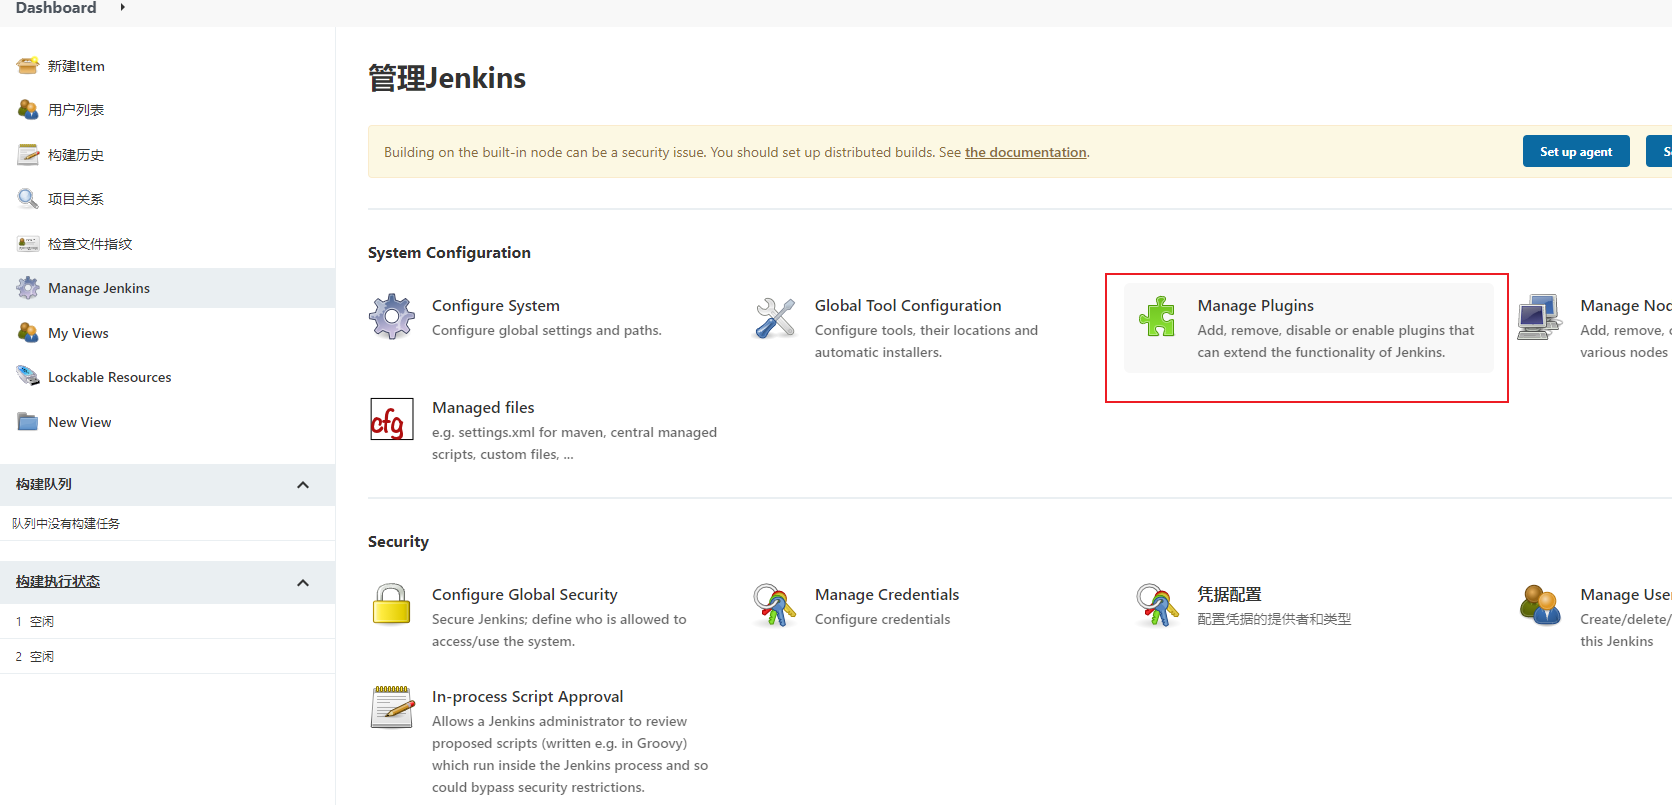 Dashboard
新建Item
用户列表
构建历史
项目关系
检查文件指纹
Manage Jenkins
My Views
Lockable Resources
New View
构建队列
队列中没有构建任务
构建执行状态
1 空闲
2 空闲
管理Jenkins
Building on the built-in node can be a security issue. You should set up distributed builds. See the documentation.
Set up agent
System Configuration
Configure System
Configure global settings and paths.
Global Tool Configuration
Configure tools, their locations and
automatic installers.
Manage Plugins
Add, remove, disable or enable plugins that
can extend the functionality of Jenkins.
Manage
Add, remove,
various nodes
cfg
Managed files
e.g. settings.xml for maven, central managed
scripts, custom files, ...
Security
Configure Global Security
Secure Jenkins; define who is allowed to
access/use the system.
Manage Credentials
Configure credentials
凭据配置
配置凭据的提供者和类型
Manage
Create/delete/
this Jenkins
In-process Script Approval
Allows a Jenkins administrator to review
proposed scripts (written e.g. in Groovy)
which run inside the Jenkins process and so
could bypass security restrictions.